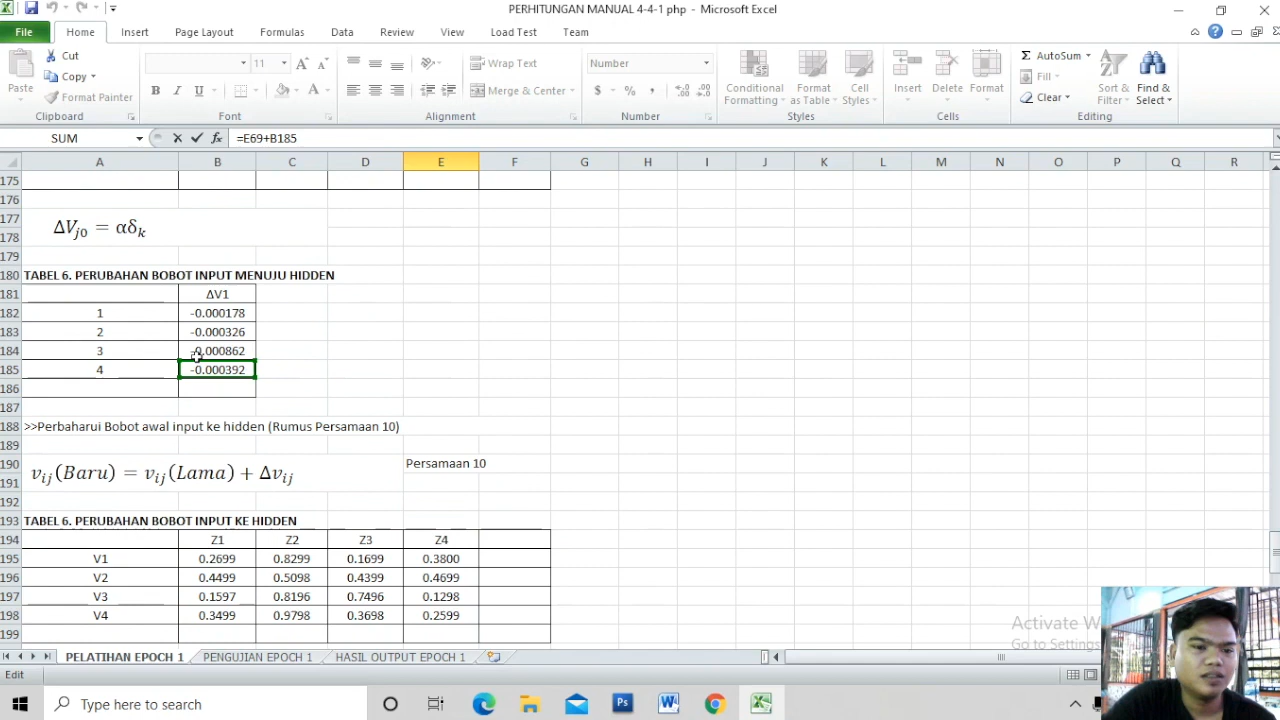 PERHITUNGAN MANUAL 4-4-1 php - Microsoft Excel
File Home Insert Page Layout Formulas Data Review View Load Test Team
Cut
Copy
Format Painter
Paste
Clipboard
11
B I U A
Font
Wrap Text
Merge & Center
Alignment
Number
$ % ,
Number
Conditional Formatting
Format as Table
Cell Styles
Styles
Insert Delete Format
Cells
AutoSum
Fill
Clear
Sort & Filter
Find & Select
Editing
SUM fx =E69+B185
A B C D E F G H I J K L M N O P Q R
175
176
177
ΔVj0 = αδk
178
179
180 TABEL 6. PERUBAHAN BOBOT INPUT MENUJU HIDDEN
181 ΔV1
182 1 -0.000178
183 2 -0.000326
184 3 -0.000862
185 4 -0.000392
186
187
188 >>Perbaharui Bobot awal input ke hidden (Rumus Persamaan 10)
189
190 Persamaan 10
vij(Baru) = vij(Lama) + Δvij
191
192
193 TABEL 6. PERUBAHAN BOBOT INPUT KE HIDDEN
194 Z1 Z2 Z3 Z4
195 V1 0.2699 0.8299 0.1699 0.3800
196 V2 0.4499 0.5098 0.4399 0.4699
197 V3 0.1597 0.8196 0.7496 0.1298
198 V4 0.3499 0.9798 0.3698 0.2599
199
Activate W
Go to Settings
PELATIHAN EPOCH 1 PENGUJIAN EPOCH 1 HASIL OUTPUT EPOCH 1
Edit
Type here to search